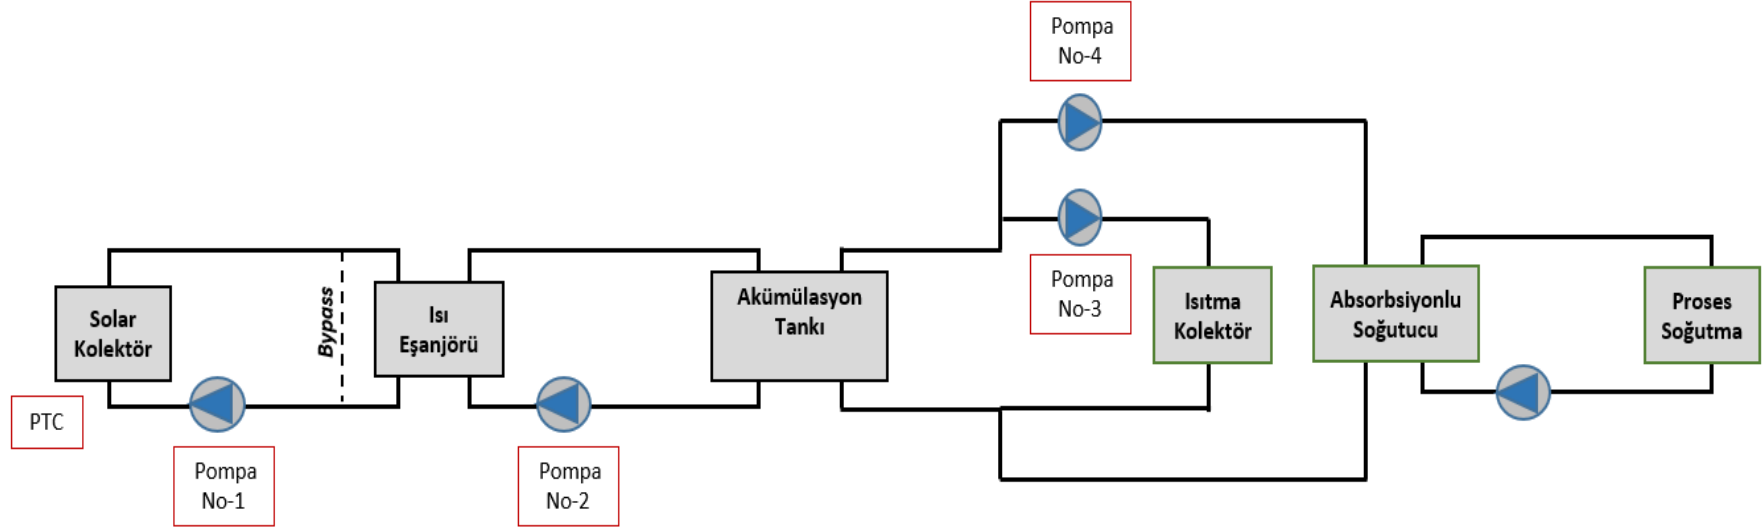 Pompa
No-4
Pompa
No-3
Solar
Kolektör
Bypass
Isı
Eşanjörü
Akümülasyon
Tankı
Isıtma
Kolektör
Absorbsiyonlu
Soğutucu
Proses
Soğutma
PTC
Pompa
No-1
Pompa
No-2